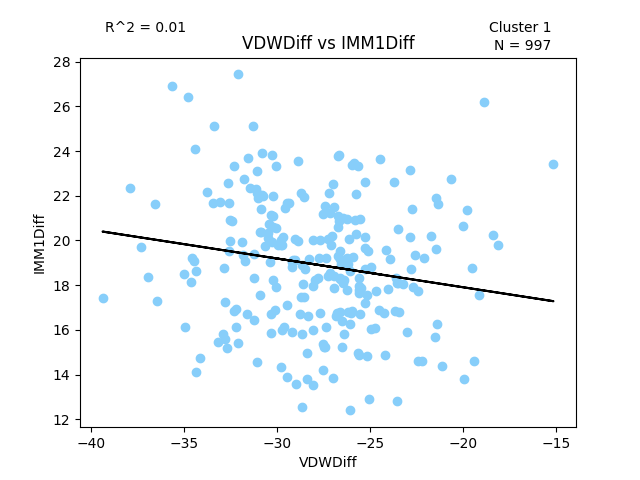 R^2 = 0.01
Cluster 1
N = 997
VDWDiff vs IMM1Diff
28
26
24
22
20
18
16
14
12
IMM1Diff
−40 −35 −30 −25 −20 −15
VDWDiff